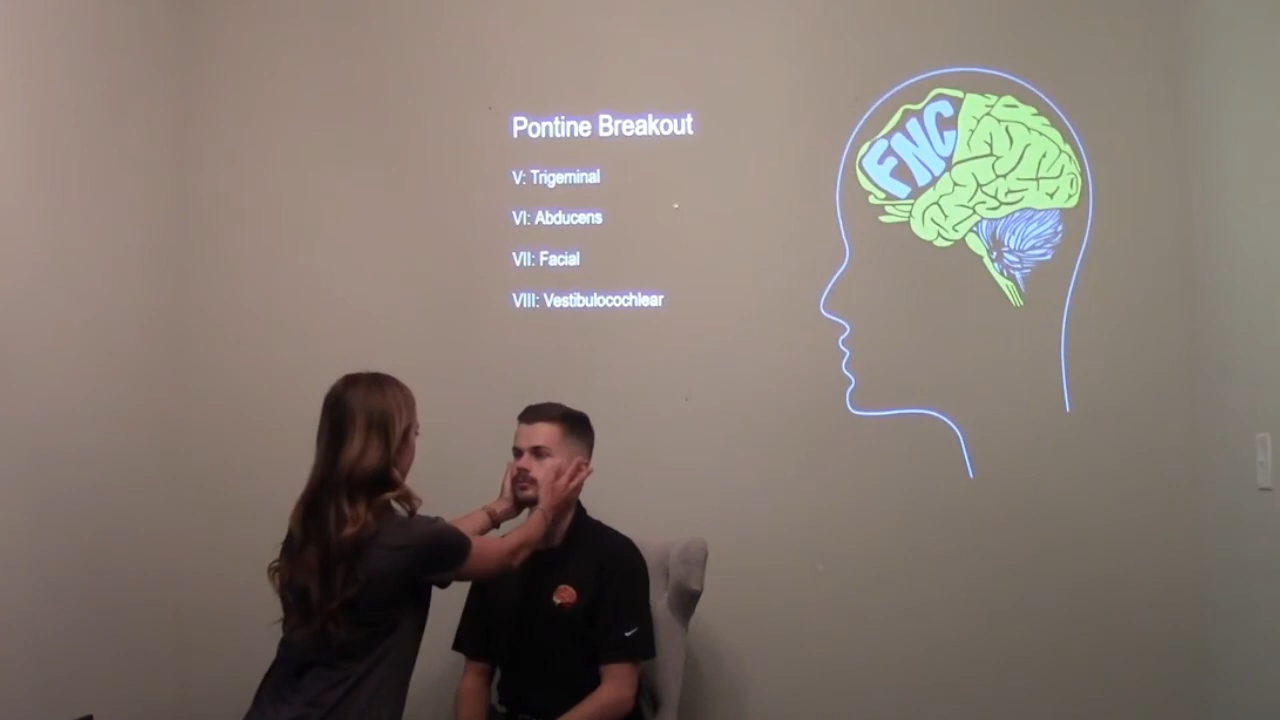 Pontine Breakout
V: Trigeminal
VI: Abducens
VII: Facial
VIII: Vestibulocochlear
FNC